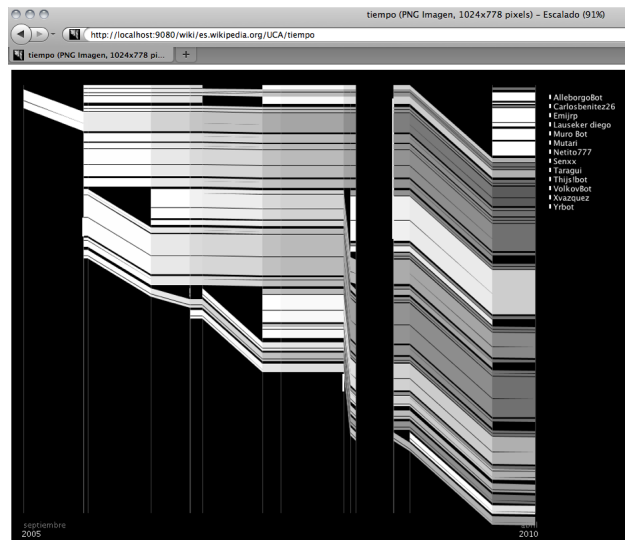 tiempo (PNG Imagen, 1024x778 pixels) – Escalado (91%)
http://localhost:9080/wiki/es.wikipedia.org/UCA/tiempo
tiempo (PNG Imagen, 1024x778 pi...
+
AlleborgoBot
Carlosbenitez26
Emijrp
Lauseker diego
Muro Bot
Mutari
Netito777
Senxx
Taragui
Thijs!bot
VolkovBot
Xvazquez
Yrbot
septiembre
2005
abril
2010